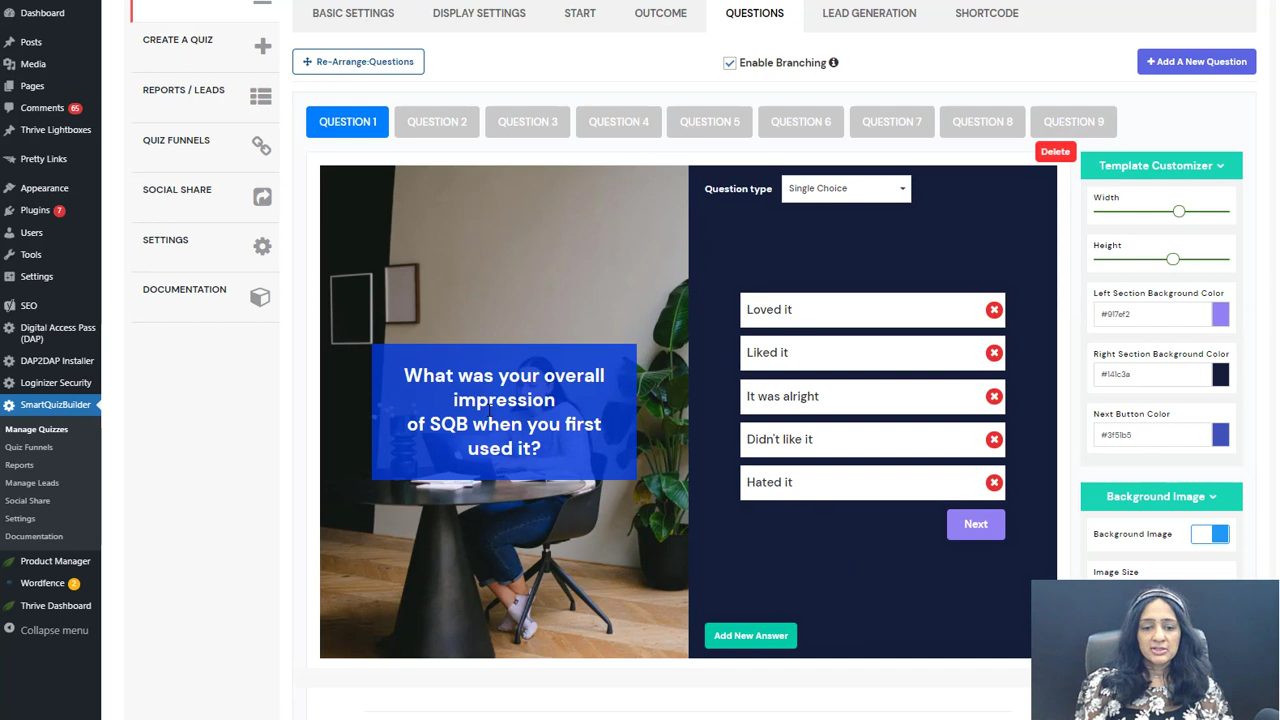 Dashboard
Posts
Media
Pages
Comments 65
Thrive Lightboxes
Pretty Links
Appearance
Plugins 7
Users
Tools
Settings
SEO
Digital Access Pass
(DAP)
DAP2DAP Installer
Loginizer Security
SmartQuizBuilder
Manage Quizzes
Quiz Funnels
Reports
Manage Leads
Social Share
Settings
Documentation
Product Manager
Wordfence 2
Thrive Dashboard
Collapse menu
CREATE A QUIZ
REPORTS / LEADS
QUIZ FUNNELS
SOCIAL SHARE
SETTINGS
DOCUMENTATION
BASIC SETTINGS DISPLAY SETTINGS START OUTCOME QUESTIONS LEAD GENERATION SHORTCODE
Re-Arrange:Questions Enable Branching + Add A New Question
QUESTION 1 QUESTION 2 QUESTION 3 QUESTION 4 QUESTION 5 QUESTION 6 QUESTION 7 QUESTION 8 QUESTION 9
Delete
What was your overall
impression
of SQB when you first
used it?
Question type Single Choice
Loved it
Liked it
It was alright
Didn't like it
Hated it
Next
Add New Answer
Template Customizer
Width
Height
Left Section Background Color
#917ef2
Right Section Background Color
#141c3a
Next Button Color
#3f51b5
Background Image
Background Image
Image Size